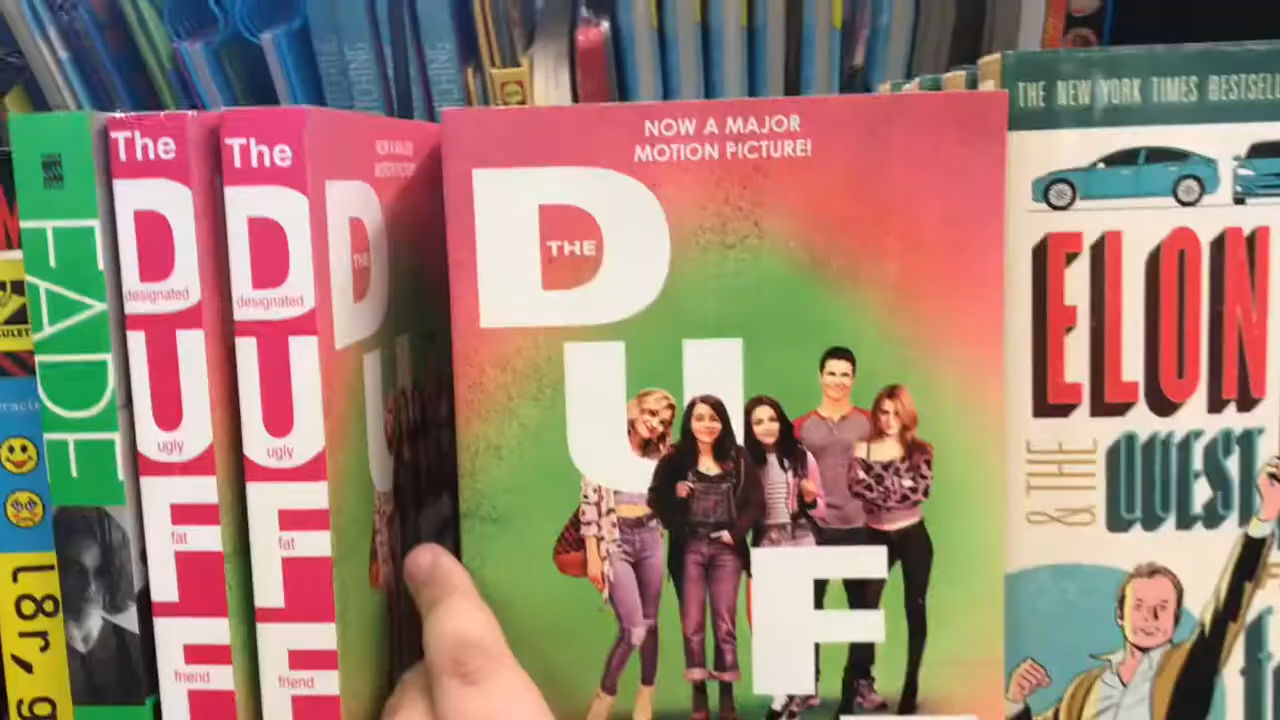 FADE
l8r, g
The
D
designated
U
ugly
F
fat
F
friend
The
D
designated
U
ugly
F
fat
F
friend
THE
D
U
NOW A MAJOR
MOTION PICTURE!
THE
D
U
F
THE NEW YORK TIMES BESTSELL
ELON
& THE
QUEST